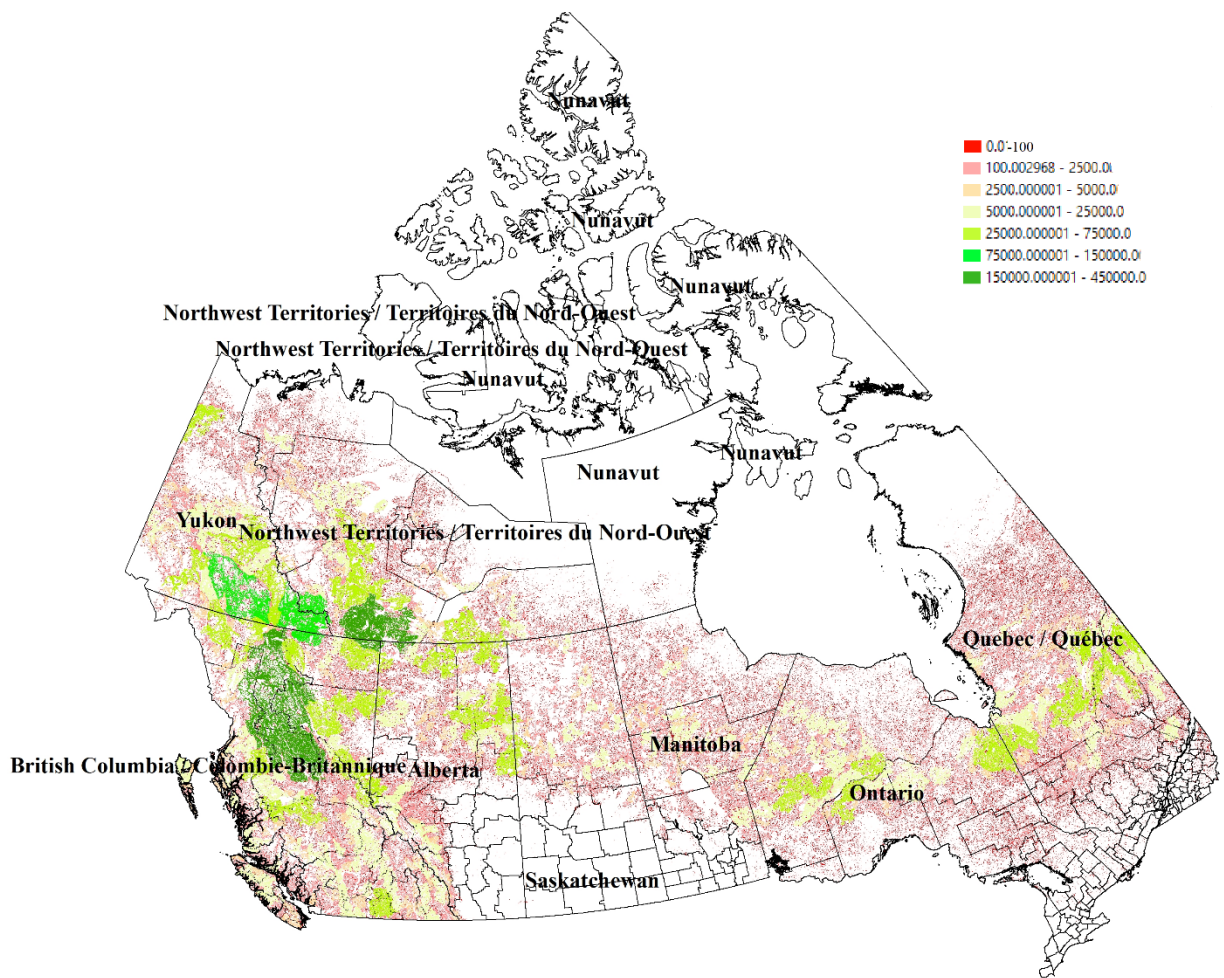 Nunavut
0.0'-100
100.002968 - 2500.0
2500.000001 - 5000.0
Nunavut
5000.000001 - 25000.0
25000.000001 - 75000.0
75000.000001 - 150000.0
150000.000001 - 450000.0
Nunavut
Northwest Territories / Territoires du Nord-Ouest
Northwest Territories / Territoires du Nord-Ouest
Nunavut
Nunavut
Nunavut
Yukon
Northwest Territories / Territoires du Nord-Ouest
Quebec / Québec
Manitoba
British Columbia / Colombie-Britannique
Alberta
Ontario
Saskatchewan